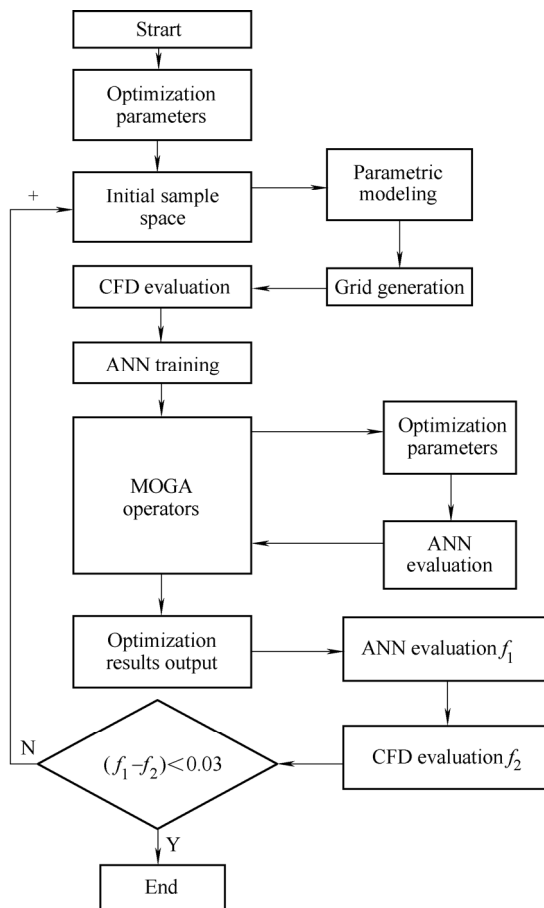 Strart
Optimization
parameters
+
Initial sample
space
Parametric
modeling
Grid generation
CFD evaluation
ANN training
MOGA
operators
Optimization
parameters
ANN
evaluation
Optimization
results output
ANN evaluation f₁
CFD evaluation f₂
N
(f₁–f₂)<0.03
Y
End